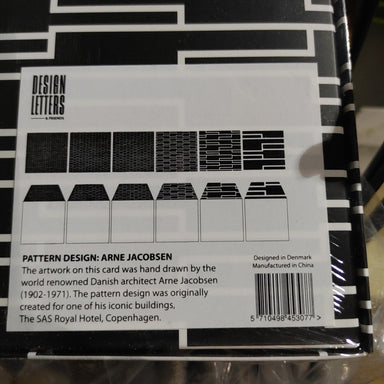 DESIGN
LETTERS
& FRIENDS
PATTERN DESIGN: ARNE JACOBSEN
The artwork on this card was hand drawn by the
world renowned Danish architect Arne Jacobsen
(1902-1971). The pattern design was originally
created for one of his iconic buildings,
The SAS Royal Hotel, Copenhagen.
Designed in Denmark
Manufactured in China
5 710498 453077 >